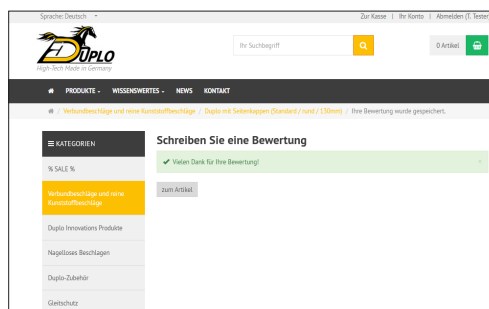 Sprache: Deutsch
Zur Kasse | Ihr Konto | Abmelden (T. Tester)
DUPLO
High-Tech Made in Germany
Ihr Suchbegriff
0 Artikel
PRODUKTE WISSENSWERTES NEWS KONTAKT
/ Verbundbeschläge und reine Kunststoffbeschläge / Duplo mit Seitenkappen (Standard / rund / 130mm) / Ihre Bewertung wurde gespeichert.
KATEGORIEN
% SALE %
Verbundbeschläge und reine
Kunststoffbeschläge
Duplo Innovations Produkte
Nagelloses Beschlagen
Duplo-Zubehör
Gleitschutz
Schreiben Sie eine Bewertung
✔ Vielen Dank für Ihre Bewertung!
×
zum Artikel